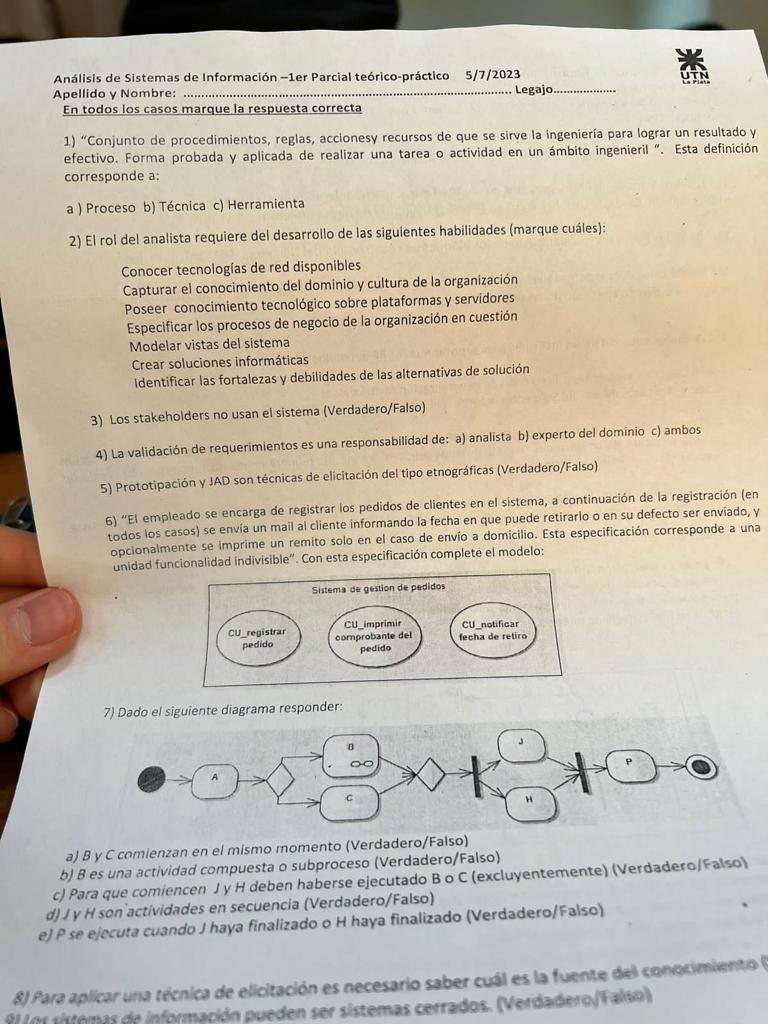 Análisis de Sistemas de Información –1er Parcial teórico-práctico 5/7/2023
UTN
La Plata
Apellido y Nombre: ................................................................................ Legajo...................
En todos los casos marque la respuesta correcta
1) "Conjunto de procedimientos, reglas, accionesy recursos de que se sirve la ingeniería para lograr un resultado y
efectivo. Forma probada y aplicada de realizar una tarea o actividad en un ámbito ingenieril ". Esta definición
corresponde a:
a ) Proceso b) Técnica c) Herramienta
2) El rol del analista requiere del desarrollo de las siguientes habilidades (marque cuáles):
Conocer tecnologías de red disponibles
Capturar el conocimiento del dominio y cultura de la organización
Poseer conocimiento tecnológico sobre plataformas y servidores
Especificar los procesos de negocio de la organización en cuestión
Modelar vistas del sistema
Crear soluciones informáticas
Identificar las fortalezas y debilidades de las alternativas de solución
3) Los stakeholders no usan el sistema (Verdadero/Falso)
4) La validación de requerimientos es una responsabilidad de: a) analista b) experto del dominio c) ambos
5) Prototipación y JAD son técnicas de elicitación del tipo etnográficas (Verdadero/Falso)
6) "El empleado se encarga de registrar los pedidos de clientes en el sistema, a continuación de la registración (en
todos los casos) se envía un mail al cliente informando la fecha en que puede retirarlo o en su defecto ser enviado, y
opcionalmente se imprime un remito solo en el caso de envío a domicilio. Esta especificación corresponde a una
unidad funcionalidad indivisible". Con esta especificación complete el modelo:
Sistema de gestion de pedidos
CU_registrar
pedido
CU_imprimir
comprobante del
pedido
CU_notificar
fecha de retiro
7) Dado el siguiente diagrama responder:
A
B
C
J
H
P
a) B y C comienzan en el mismo momento (Verdadero/Falso)
b) B es una actividad compuesta o subproceso (Verdadero/Falso)
c) Para que comiencen J y H deben haberse ejecutado B o C (excluyentemente) (Verdadero/Falso)
d) J y H son actividades en secuencia (Verdadero/Falso)
e) P se ejecuta cuando J haya finalizado o H haya finalizado (Verdadero/Falso)
8) Para aplicar una técnica de elicitación es necesario saber cuál es la fuente del conocimiento (
9) Los sistemas de información pueden ser sistemas cerrados. (Verdadero/Falso)